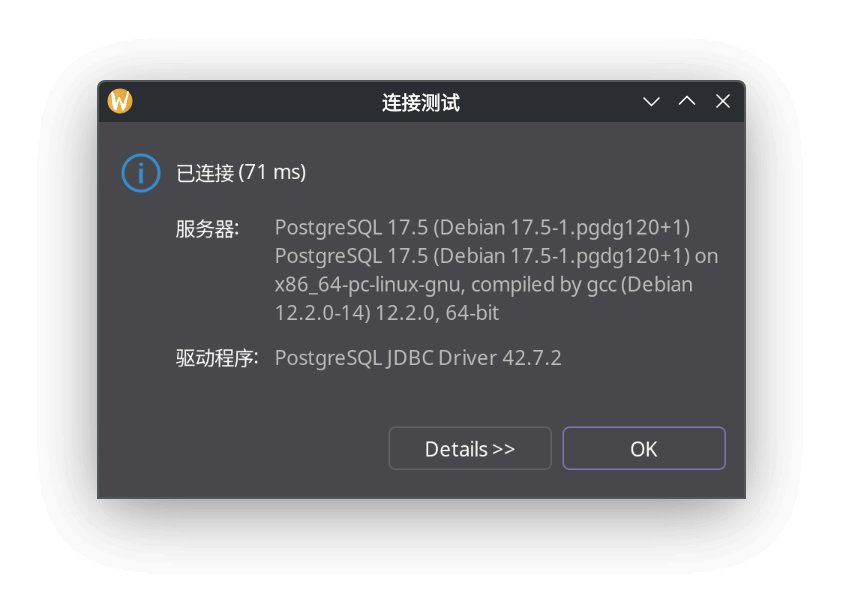 连接测试
已连接 (71 ms)
服务器: PostgreSQL 17.5 (Debian 17.5-1.pgdg120+1)
PostgreSQL 17.5 (Debian 17.5-1.pgdg120+1) on
x86_64-pc-linux-gnu, compiled by gcc (Debian
12.2.0-14) 12.2.0, 64-bit
驱动程序: PostgreSQL JDBC Driver 42.7.2
Details >> OK